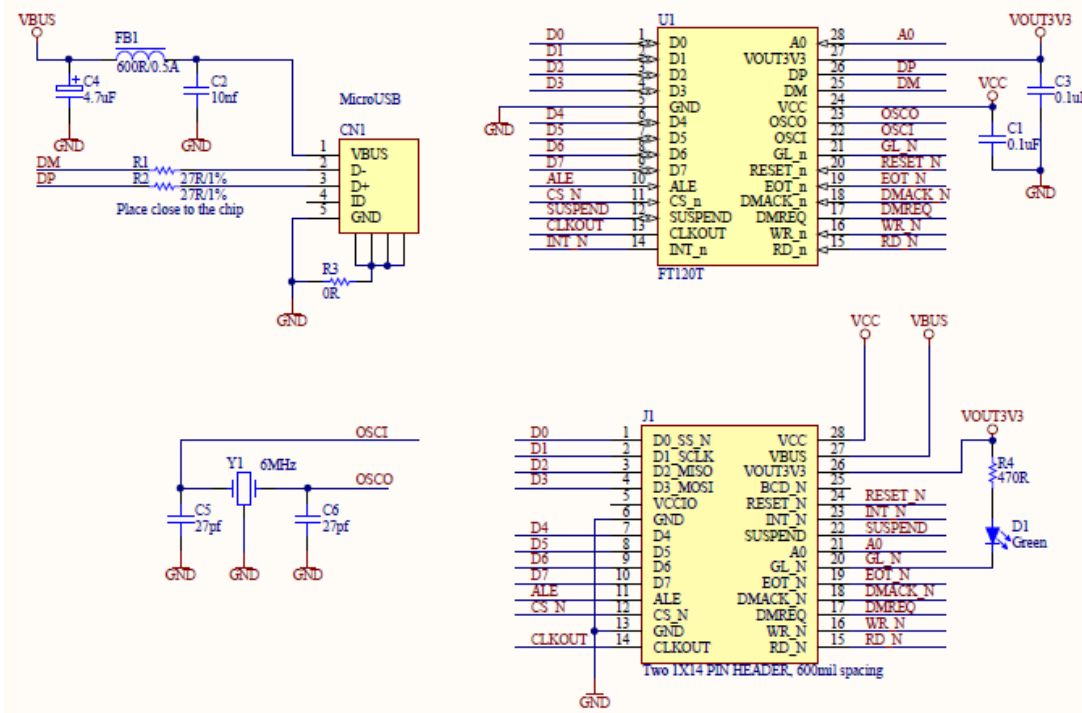 VBUS
FB1
600R/0.5A
C4
4.7uF
C2
10nf
GND
GND
MicroUSB
CN1
1 VBUS
2 D-
3 D+
4 ID
5 GND
DM
DP
R1
R2
27R/1%
27R/1%
Place close to the chip
R3
0R
GND
U1
D0 1 D0
D1 2 D1
D2 3 D2
D3 4 D3
5 GND
GND
D4 6 D4
D5 7 D5
D6 8 D6
D7 9 D7
ALE 10 ALE
CS_N 11 CS_n
SUSPEND 12 SUSPEND
CLKOUT 13 CLKOUT
INT_N 14 INT_n
A0 28 A0
VOUT3V3 27
DP 26 DP
DM 25 DM
VCC 24
OSCO 23 OSCO
OSCI 22 OSCI
GL_n 21 GL_N
RESET_n 20 RESET_N
EOT_n 19 EOT_N
DMACK_n 18 DMACK_N
DMREQ 17 DMREQ
WR_n 16 WR_N
RD_n 15 RD_N
FT120T
VOUT3V3
VCC
C3
0.1u
C1
0.1uF
GND
OSCI
Y1
6MHz
OSCO
C5
27pf
C6
27pf
GND
GND
GND
VCC
VBUS
VOUT3V3
J1
D0 1 D0_SS_N
D1 2 D1_SCLK
D2 3 D2_MISO
D3 4 D3_MOSI
5 VCCIO
6 GND
D4 7 D4
D5 8 D5
D6 9 D6
D7 10 D7
ALE 11 ALE
CS_N 12 CS_N
13 GND
CLKOUT 14 CLKOUT
VCC 28
VBUS 27
VOUT3V3 26
BCD_N 25
RESET_N 24 RESET_N
INT_N 23 INT_N
SUSPEND 22 SUSPEND
A0 21 A0
GL_N 20 GL_N
EOT_N 19 EOT_N
DMACK_N 18 DMACK_N
DMREQ 17 DMREQ
WR_N 16 WR_N
RD_N 15 RD_N
R4
470R
D1
Green
Two 1X14 PIN HEADER, 600mil spacing
GND